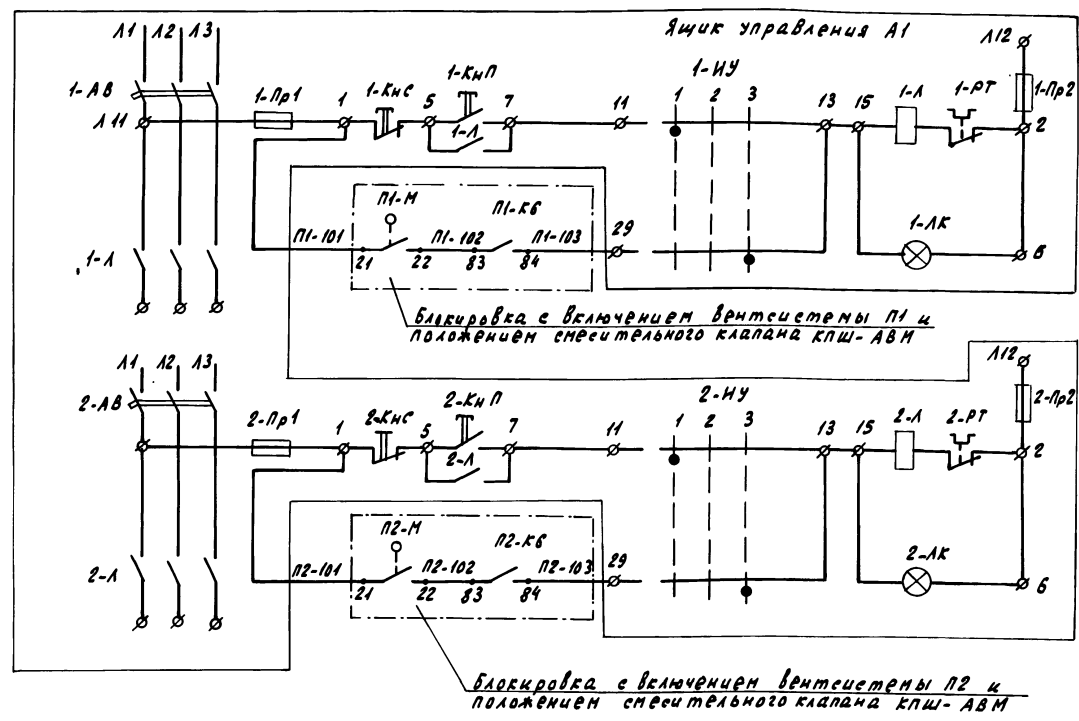 Ящик управления А1
Л1 Л2 Л3
Л12
1-АВ
1-Пр1
1
1-КнС
5
1-КнП
7
11
1-ИУ
1 2 3
13
15
1-Л
1-РТ
1-Пр2
Л11
1-Л
2
П1-М
П1-К6
П1-101
П1-102
П1-103
29
1-ЛК
6
1-Л
21
22
83
84
Блокировка с включением вентсистемы П1 и
положением смесительного клапана КПШ-АВМ
Л1 Л2 Л3
Л12
2-АВ
2-Пр1
1
2-КнС
5
2-КнП
7
11
2-ИУ
1 2 3
13
15
2-Л
2-РТ
2-Пр2
2-Л
2
П2-М
П2-К6
П2-101
П2-102
П2-103
29
2-ЛК
6
2-Л
21
22
83
84
Блокировка с включением вентсистемы П2 и
положением смесительного клапана КПШ-АВМ